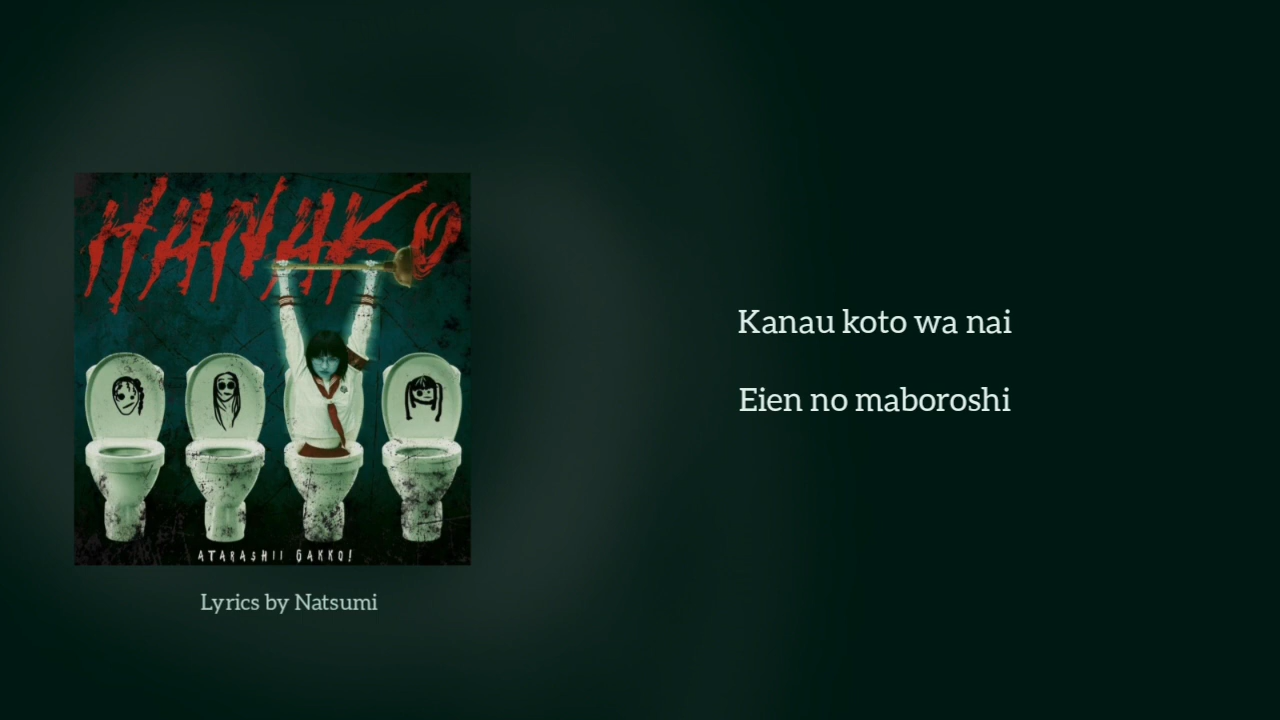 HANAKO
ATARASHII GAKKO!
Lyrics by Natsumi
Kanau koto wa nai
Eien no maboroshi